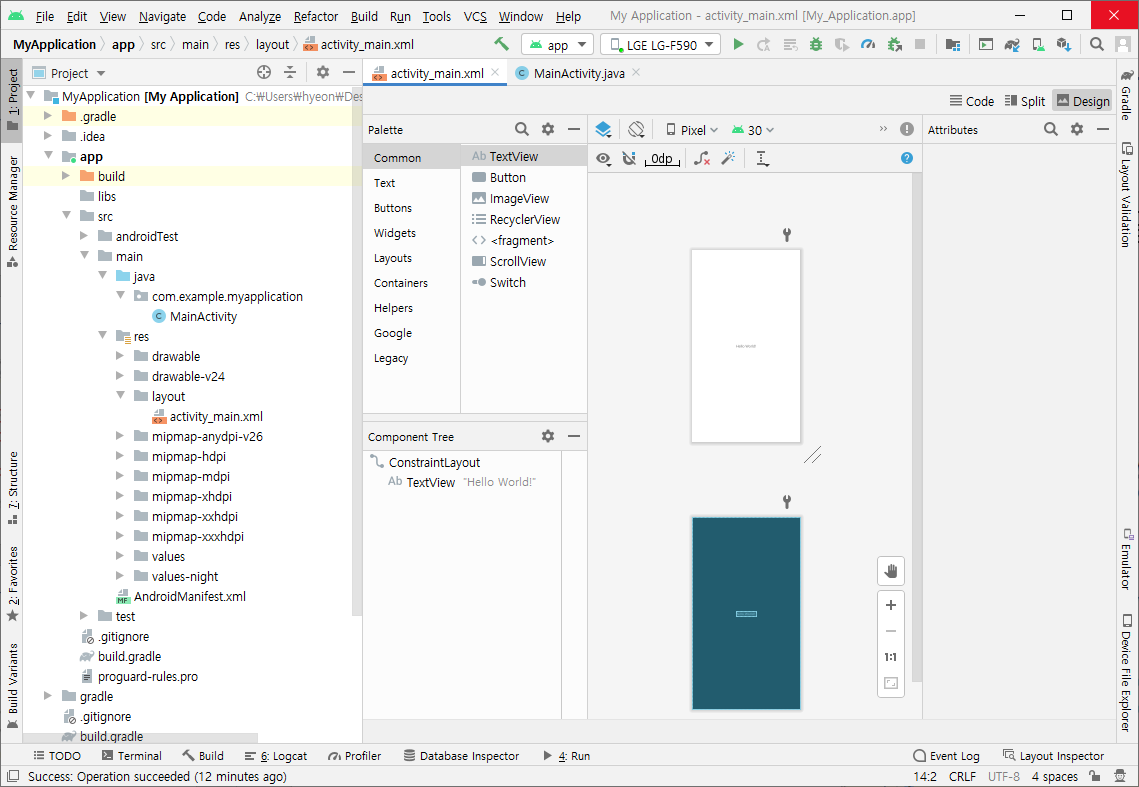 File Edit View Navigate Code Analyze Refactor Build Run Tools VCS Window Help My Application - activity_main.xml [My_Application.app]
MyApplication app src main res layout activity_main.xml app LGE LG-F590
1: Project
Resource Manager
7: Structure
2: Favorites
Build Variants
Project
MyApplication [My Application] C:₩Users₩hyeon₩Des
.gradle
.idea
app
build
libs
src
androidTest
main
java
com.example.myapplication
MainActivity
res
drawable
drawable-v24
layout
activity_main.xml
mipmap-anydpi-v26
mipmap-hdpi
mipmap-mdpi
mipmap-xhdpi
mipmap-xxhdpi
mipmap-xxxhdpi
values
values-night
AndroidManifest.xml
test
.gitignore
build.gradle
proguard-rules.pro
gradle
.gitignore
build.gradle
activity_main.xml MainActivity.java
Code Split Design
Palette
Common
Text
Buttons
Widgets
Layouts
Containers
Helpers
Google
Legacy
Ab TextView
Button
ImageView
RecyclerView
<fragment>
ScrollView
Switch
Component Tree
ConstraintLayout
Ab TextView "Hello World!"
Pixel 30
0dp
Hello World!
1:1
Attributes
Gradle
Layout Validation
Emulator
Device File Explorer
TODO Terminal Build 6: Logcat Profiler Database Inspector 4: Run Event Log Layout Inspector
Success: Operation succeeded (12 minutes ago) 14:2 CRLF UTF-8 4 spaces